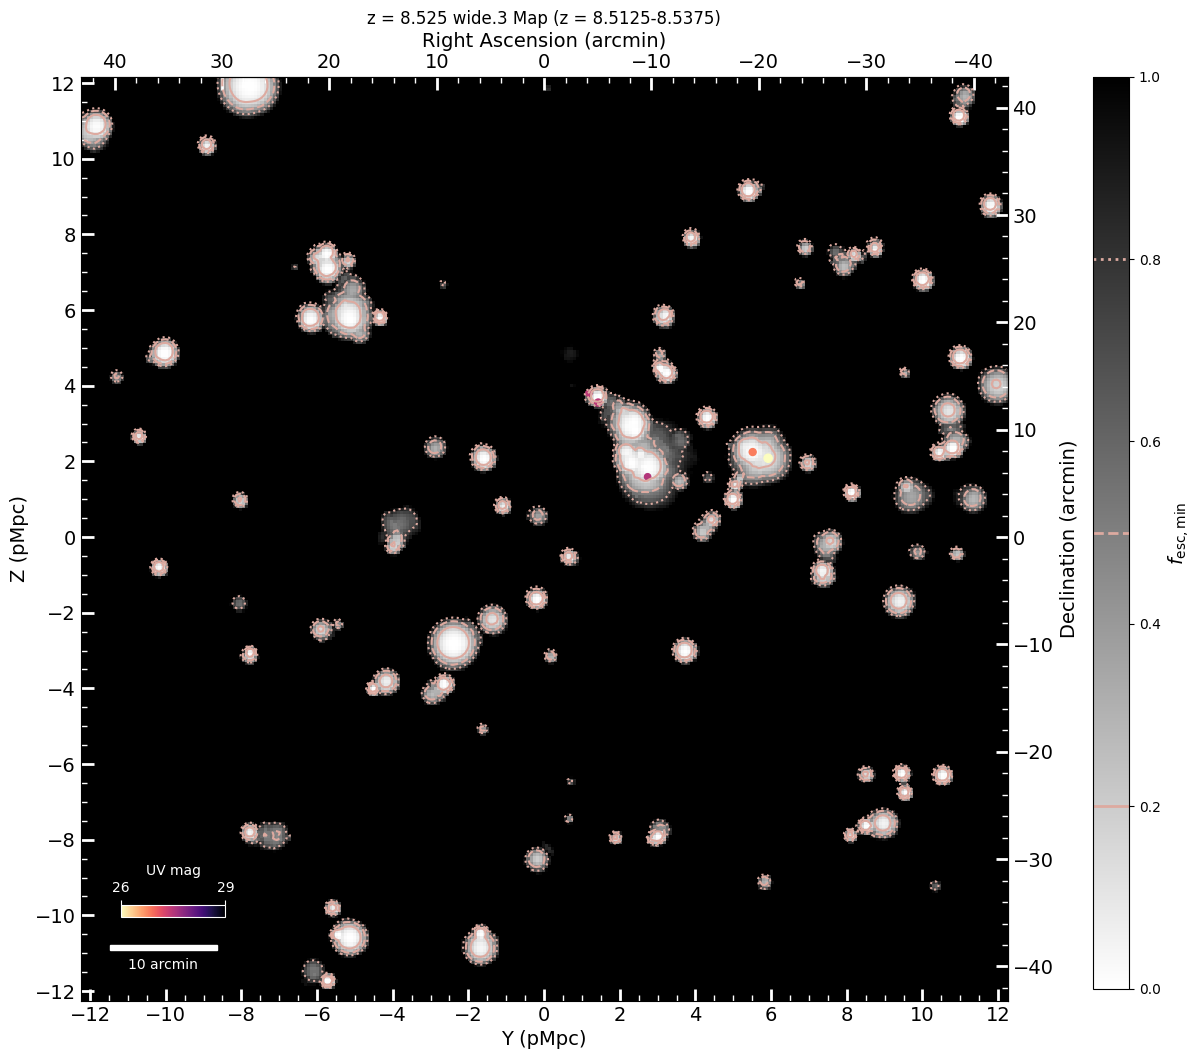 z = 8.525 wide.3 Map (z = 8.5125-8.5375)
Right Ascension (arcmin)
40 30 20 10 0 −10 −20 −30 −40
12
10
8
6
4
2
0
−2
−4
−6
−8
−10
−12
Z (pMpc)
40
30
20
10
0
−10
−20
−30
−40
Declination (arcmin)
1.0
0.8
0.6
0.4
0.2
0.0
fesc,min
UV mag
26 29
10 arcmin
−12 −10 −8 −6 −4 −2 0 2 4 6 8 10 12
Y (pMpc)